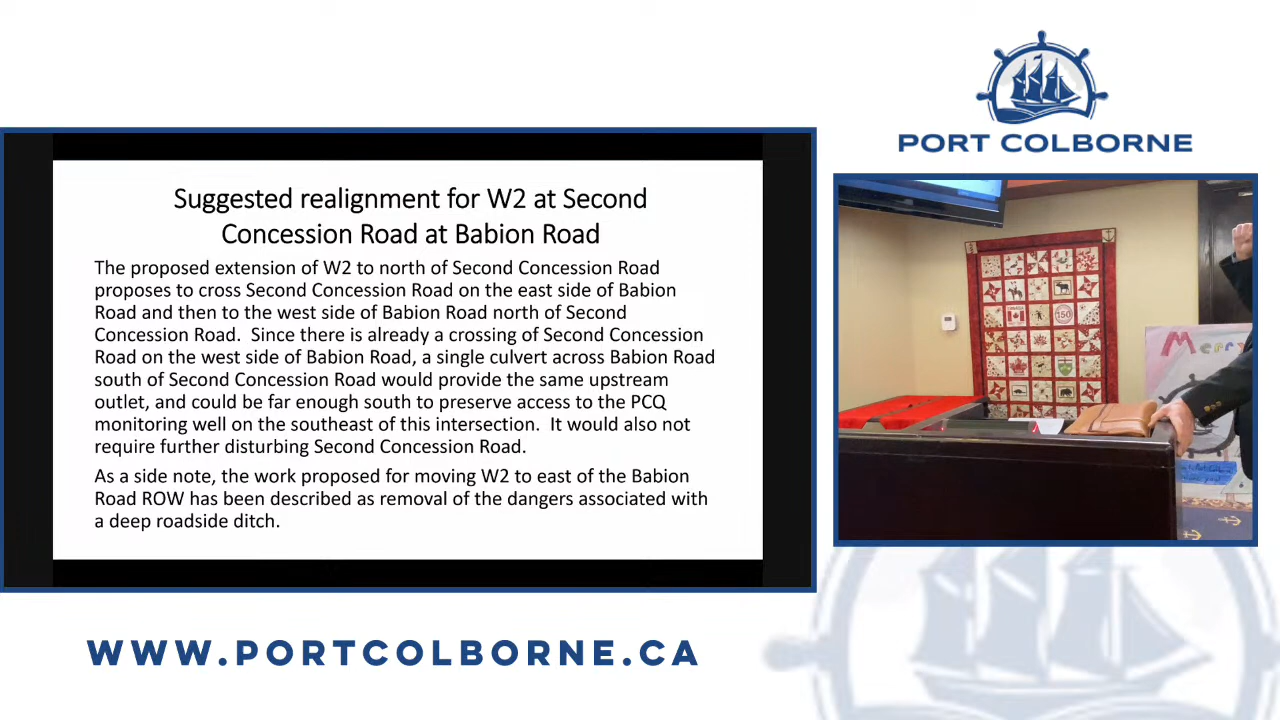 Suggested realignment for W2 at Second
Concession Road at Babion Road
The proposed extension of W2 to north of Second Concession Road
proposes to cross Second Concession Road on the east side of Babion
Road and then to the west side of Babion Road north of Second
Concession Road.  Since there is already a crossing of Second Concession
Road on the west side of Babion Road, a single culvert across Babion Road
south of Second Concession Road would provide the same upstream
outlet, and could be far enough south to preserve access to the PCQ
monitoring well on the southeast of this intersection.  It would also not
require further disturbing Second Concession Road.
As a side note, the work proposed for moving W2 to east of the Babion
Road ROW has been described as removal of the dangers associated with
a deep roadside ditch.
PORT COLBORNE
150
Merry
WWW.PORTCOLBORNE.CA